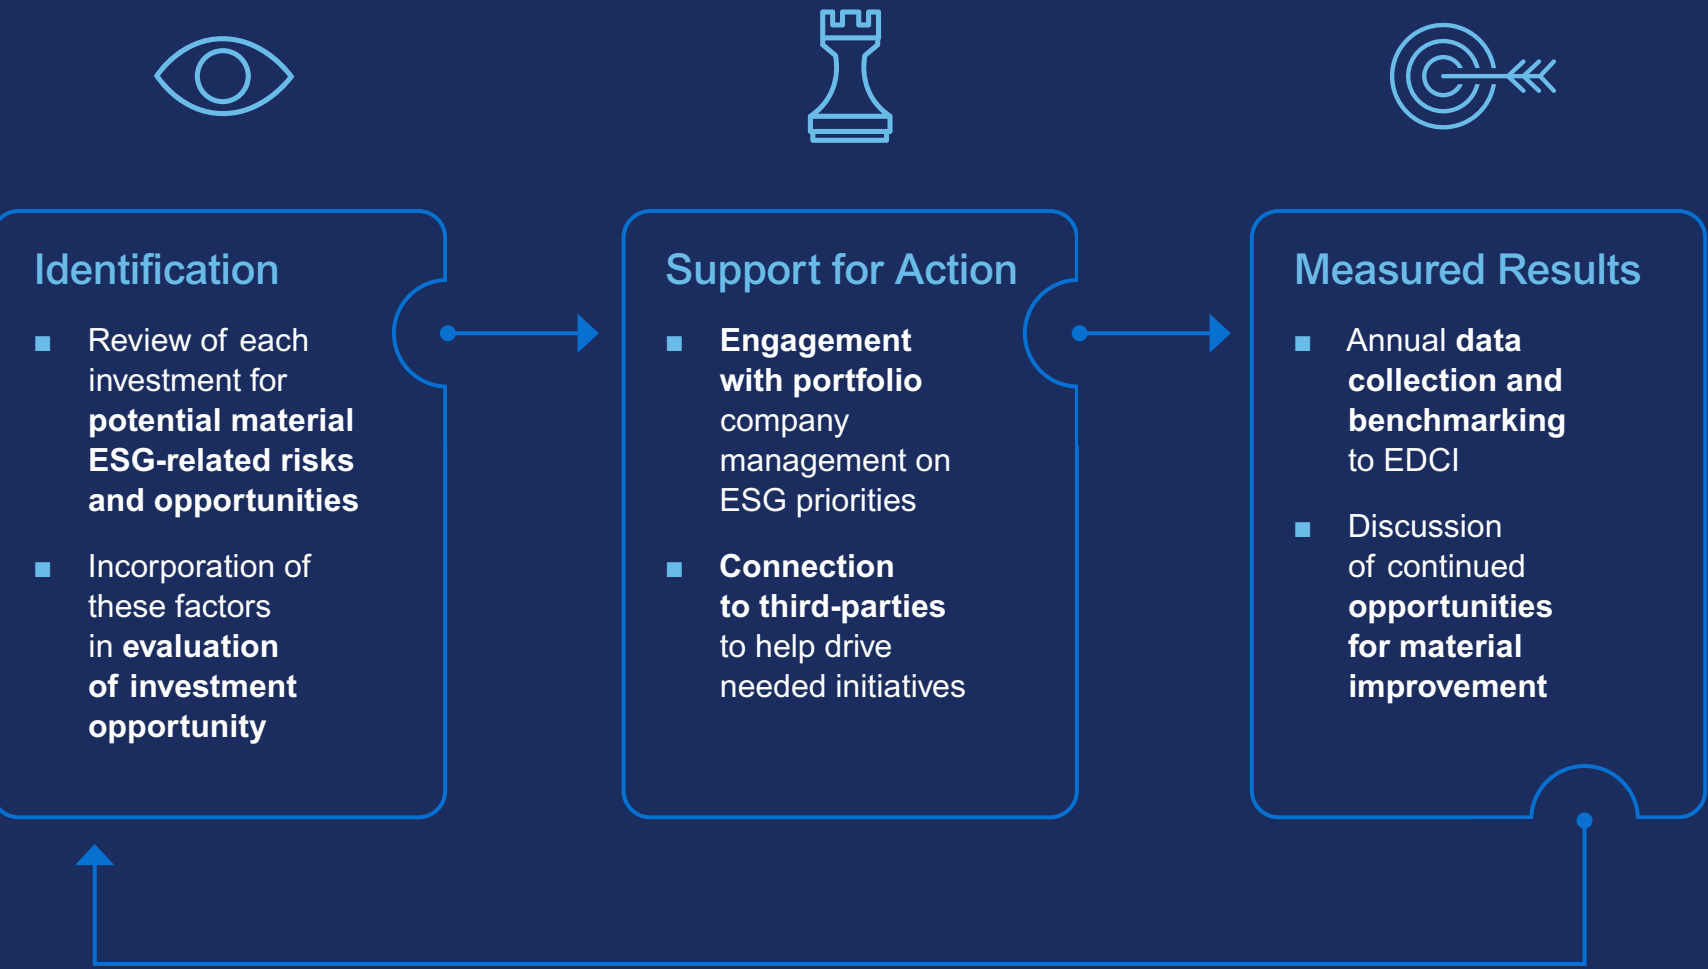 Identification
■ Review of each
investment for
potential material
ESG-related risks
and opportunities
■ Incorporation of
these factors
in evaluation
of investment
opportunity
Support for Action
■ Engagement
with portfolio
company
management on
ESG priorities
■ Connection
to third-parties
to help drive
needed initiatives
Measured Results
■ Annual data
collection and
benchmarking
to EDCI
■ Discussion
of continued
opportunities
for material
improvement